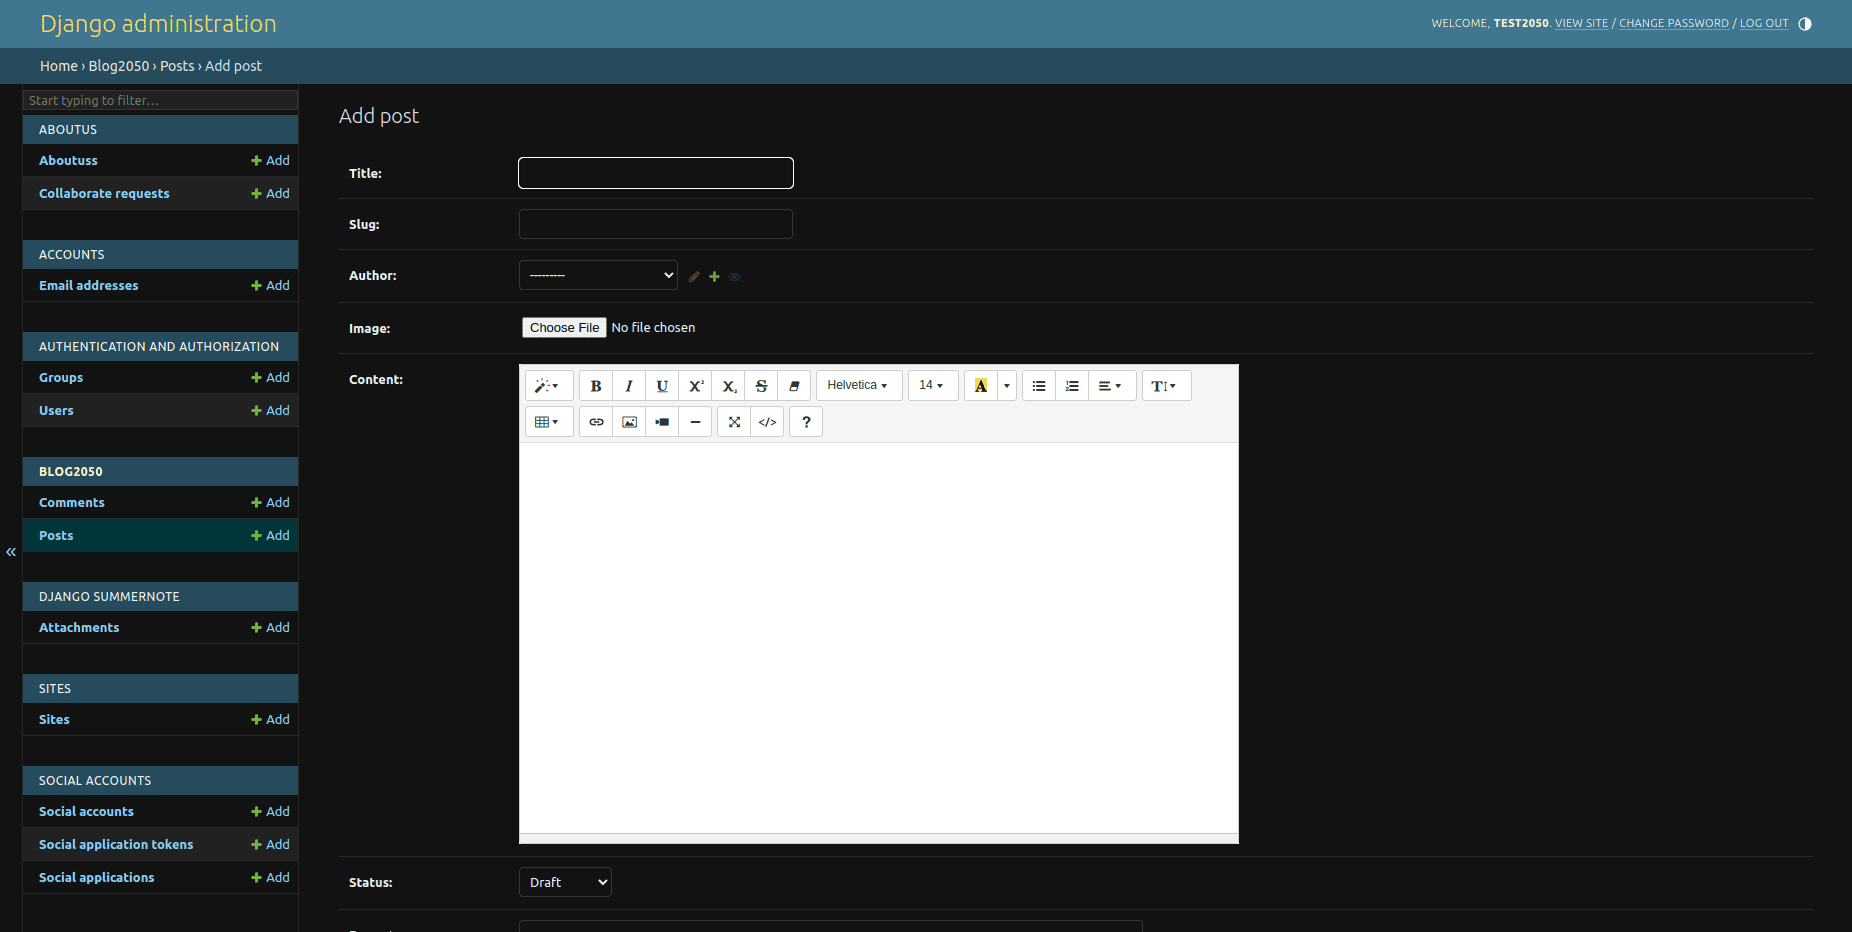 Django administration
WELCOME, TEST2050. VIEW SITE / CHANGE PASSWORD / LOG OUT
Home › Blog2050 › Posts › Add post
Start typing to filter…
ABOUTUS
Aboutuss Add
Collaborate requests Add
ACCOUNTS
Email addresses Add
AUTHENTICATION AND AUTHORIZATION
Groups Add
Users Add
BLOG2050
Comments Add
Posts Add
«
DJANGO SUMMERNOTE
Attachments Add
SITES
Sites Add
SOCIAL ACCOUNTS
Social accounts Add
Social application tokens Add
Social applications Add
Add post
Title:
Slug:
Author: ---------
Image: Choose File No file chosen
Content:
B I U X² X₂ S Helvetica 14 A T
</> ?
Status: Draft